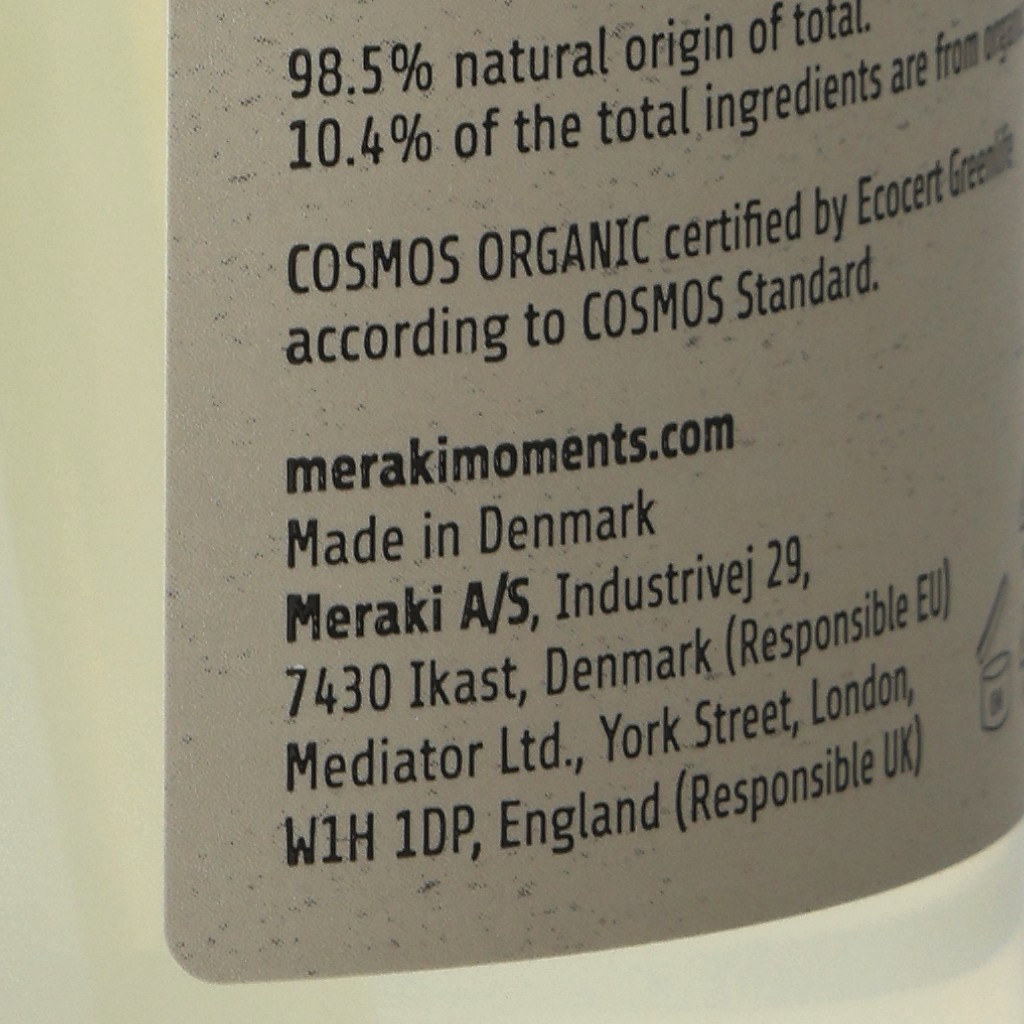 98.5% natural origin of total.
10.4% of the total ingredients are from
COSMOS ORGANIC certified by Ecocert Greenlife
according to COSMOS Standard.
merakimoments.com
Made in Denmark
Meraki A/S, Industrivej 29,
7430 Ikast, Denmark (Responsible EU)
Mediator Ltd., York Street, London,
W1H 1DP, England (Responsible UK)